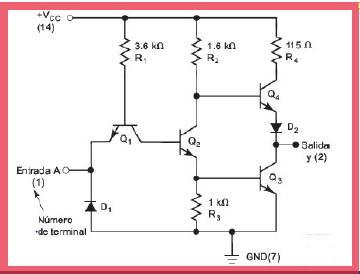 +VCC
(14)
3.6 kΩ
R1
1.6 kΩ
R2
115 Ω
R4
Q4
D2
Q1
Q2
Salida
y (2)
Entrada A
(1)
Q3
D1
1 kΩ
R3
Número
de terminal
GND(7)